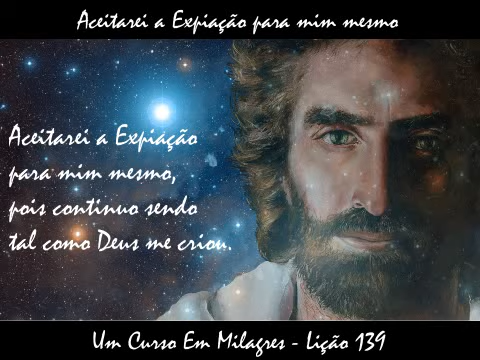 Aceitarei a Expiação para mim mesmo
Aceitarei a Expiação
para mim mesmo,
pois continuo sendo
tal como Deus me criou.
Um Curso Em Milagres - Lição 139